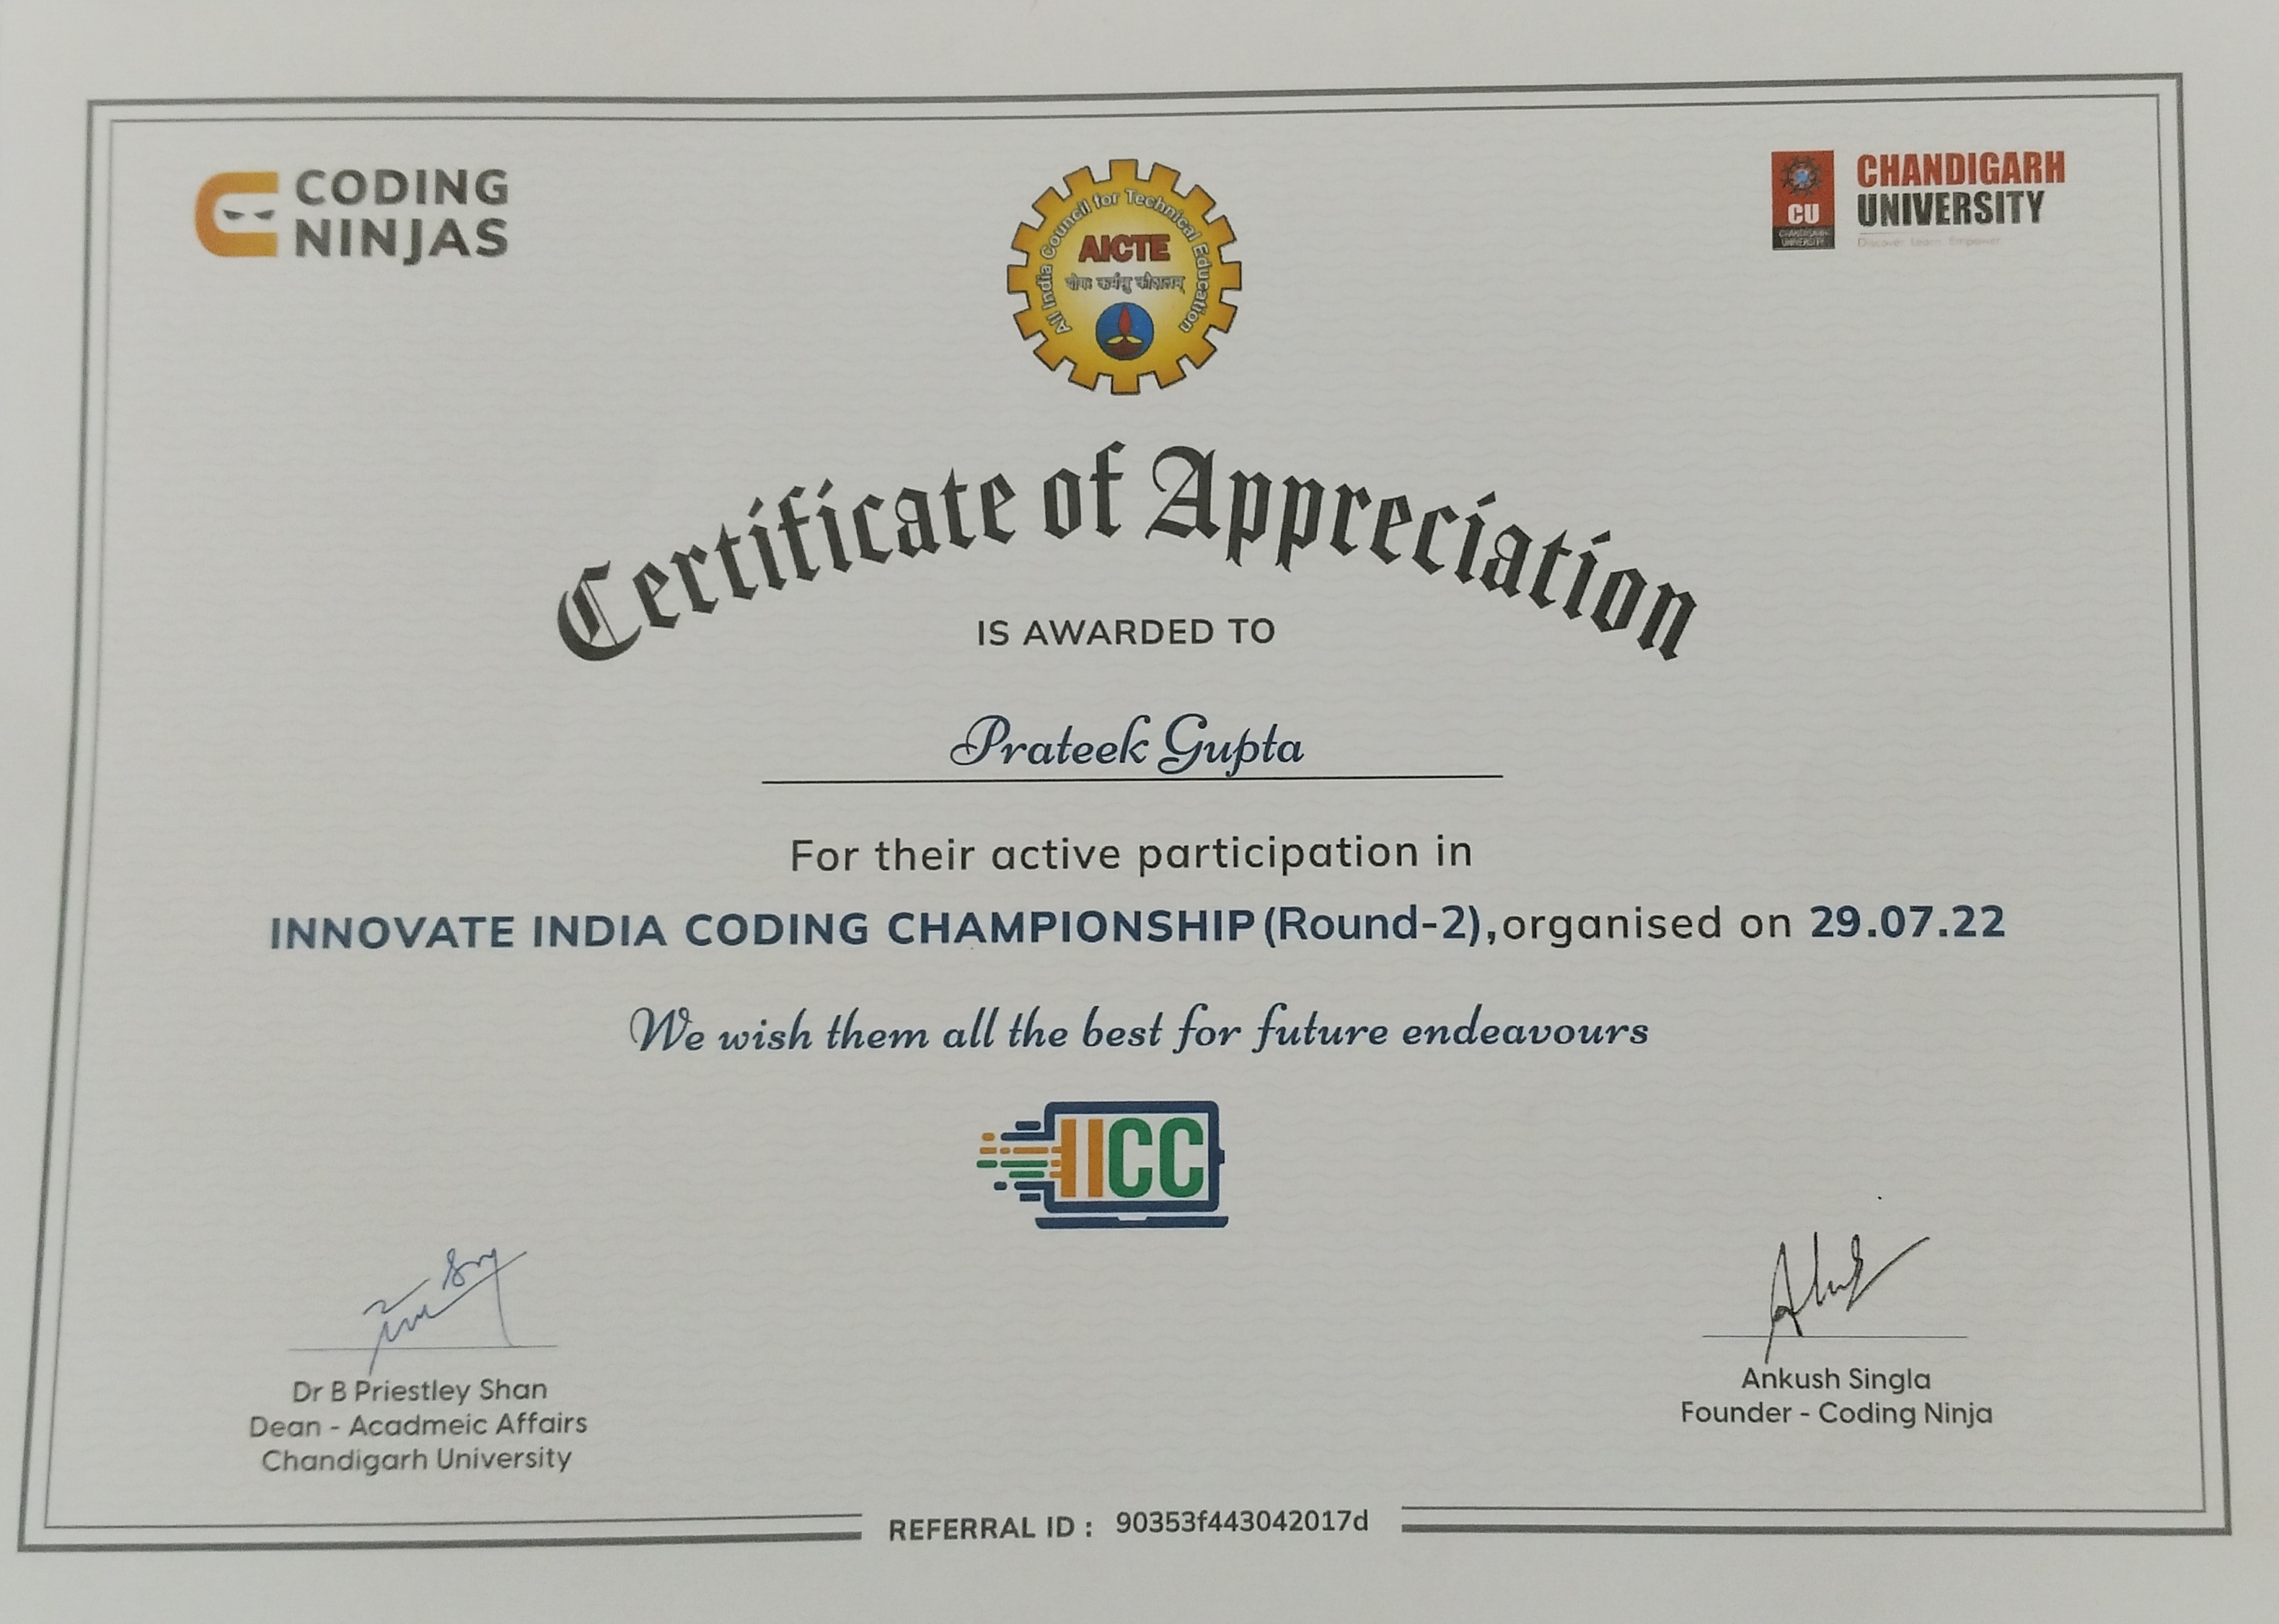 CODING
NINJAS
All India Council for Technical Education
AICTE
योगः कर्मसु कौशलम्
CU
CHANDIGARH
UNIVERSITY
CHANDIGARH
UNIVERSITY
Discover. Learn. Empower.
Certificate of Appreciation
IS AWARDED TO
Prateek Gupta
For their active participation in
INNOVATE INDIA CODING CHAMPIONSHIP (Round-2), organised on 29.07.22
We wish them all the best for future endeavours
IICC
Dr B Priestley Shan
Dean - Acadmeic Affairs
Chandigarh University
Ankush Singla
Founder - Coding Ninja
REFERRAL ID : 90353f443042017d